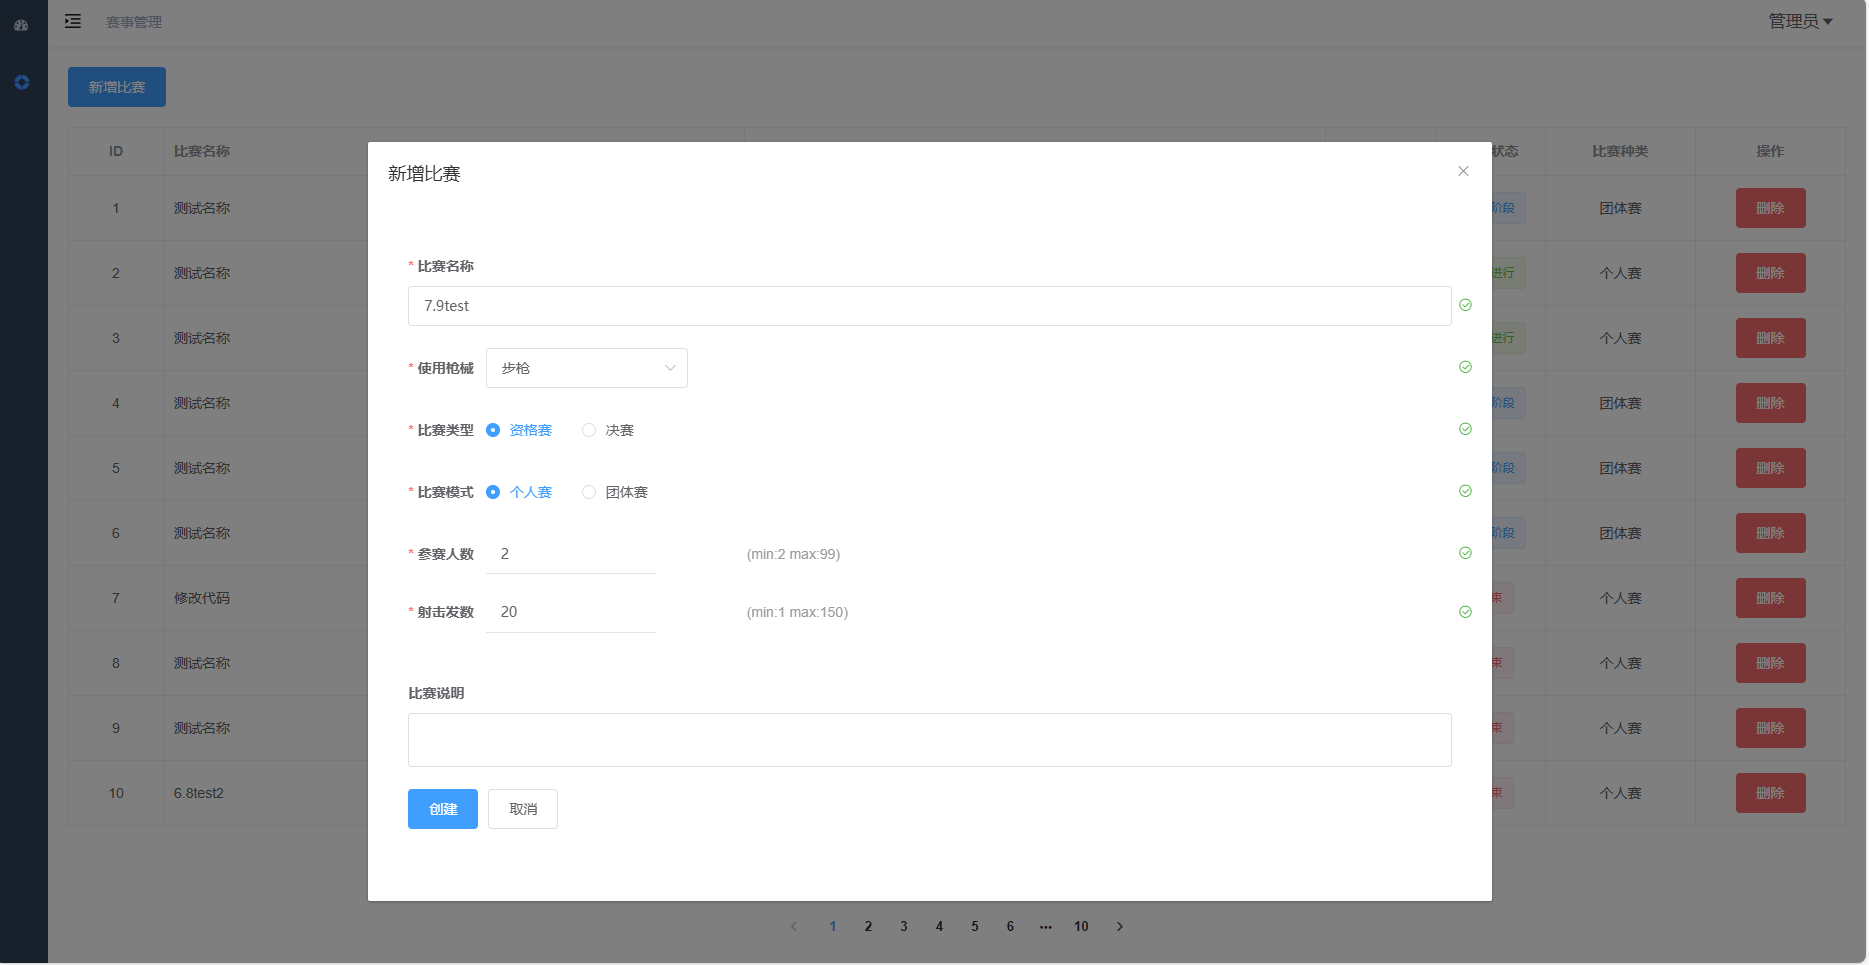 赛事管理
管理员
新增比赛
ID 比赛名称 状态 比赛种类 操作
1 测试名称 阶段 团体赛 删除
2 测试名称 进行 个人赛 删除
3 测试名称 进行 个人赛 删除
4 测试名称 阶段 团体赛 删除
5 测试名称 阶段 团体赛 删除
6 测试名称 阶段 团体赛 删除
7 修改代码 束 个人赛 删除
8 测试名称 束 个人赛 删除
9 测试名称 束 个人赛 删除
10 6.8test2 束 个人赛 删除
新增比赛
* 比赛名称
7.9test
* 使用枪械 步枪
* 比赛类型 资格赛 决赛
* 比赛模式 个人赛 团体赛
* 参赛人数 2 (min:2 max:99)
* 射击发数 20 (min:1 max:150)
比赛说明
创建 取消
1 2 3 4 5 6 ••• 10